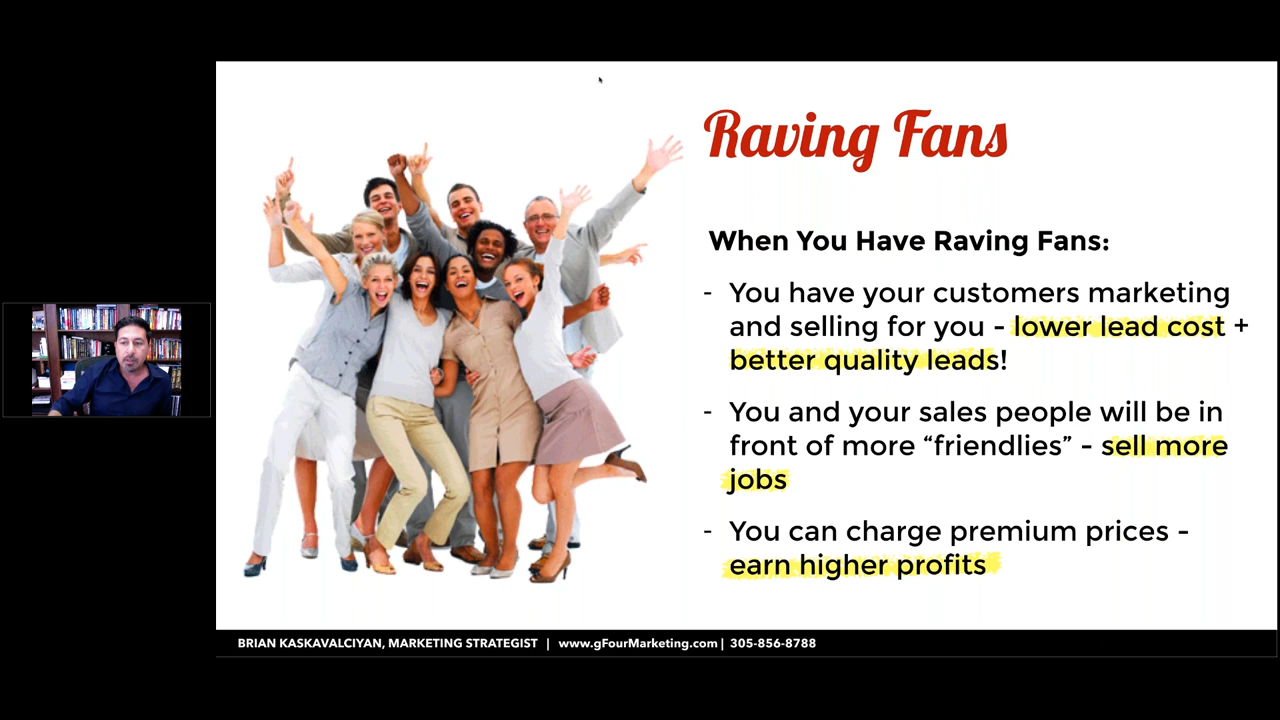 Raving Fans
When You Have Raving Fans:
- You have your customers marketing
and selling for you - lower lead cost +
better quality leads!
- You and your sales people will be in
front of more “friendlies” - sell more
jobs
- You can charge premium prices -
earn higher profits
BRIAN KASKAVALCIYAN, MARKETING STRATEGIST | www.gFourMarketing.com | 305-856-8788